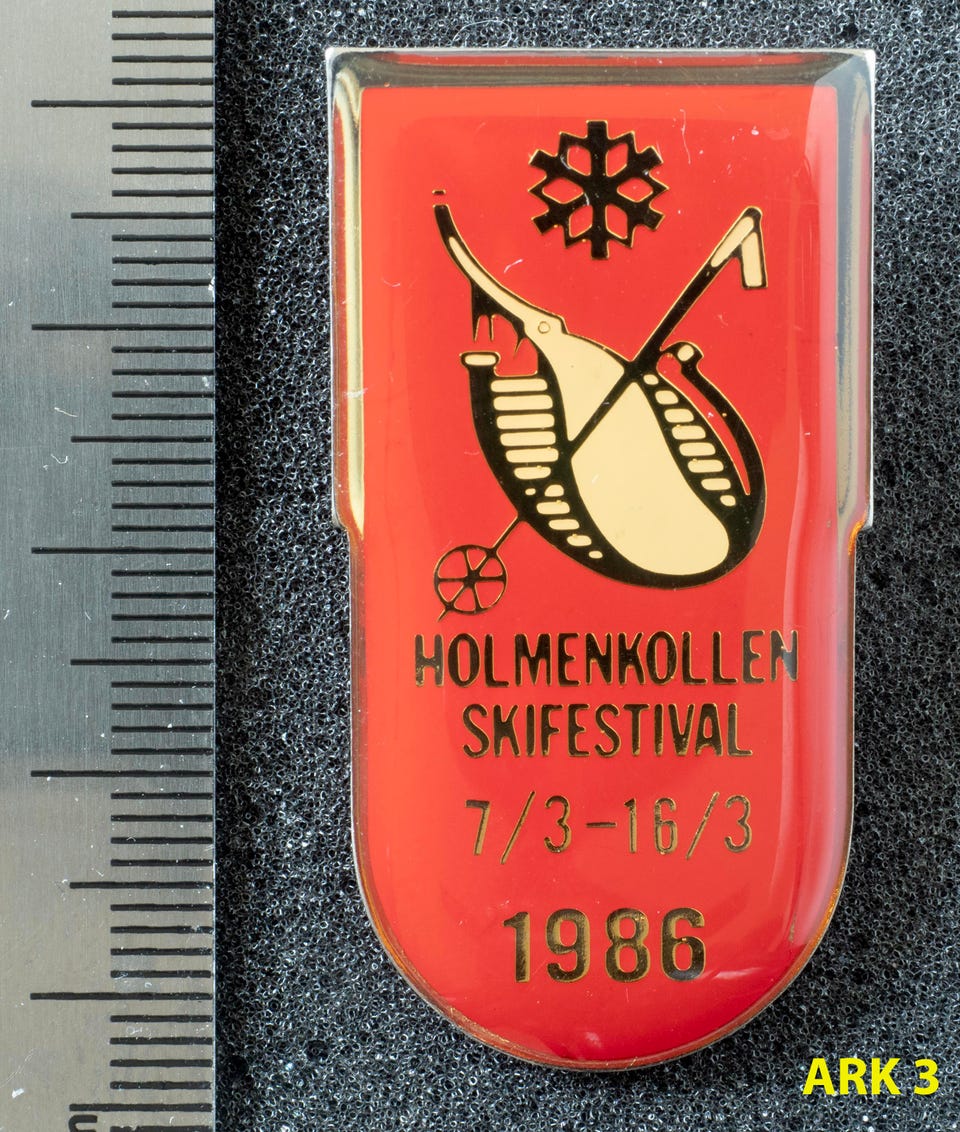 HOLMENKOLLEN
SKIFESTIVAL
7/3-16/3
1986
ARK 3